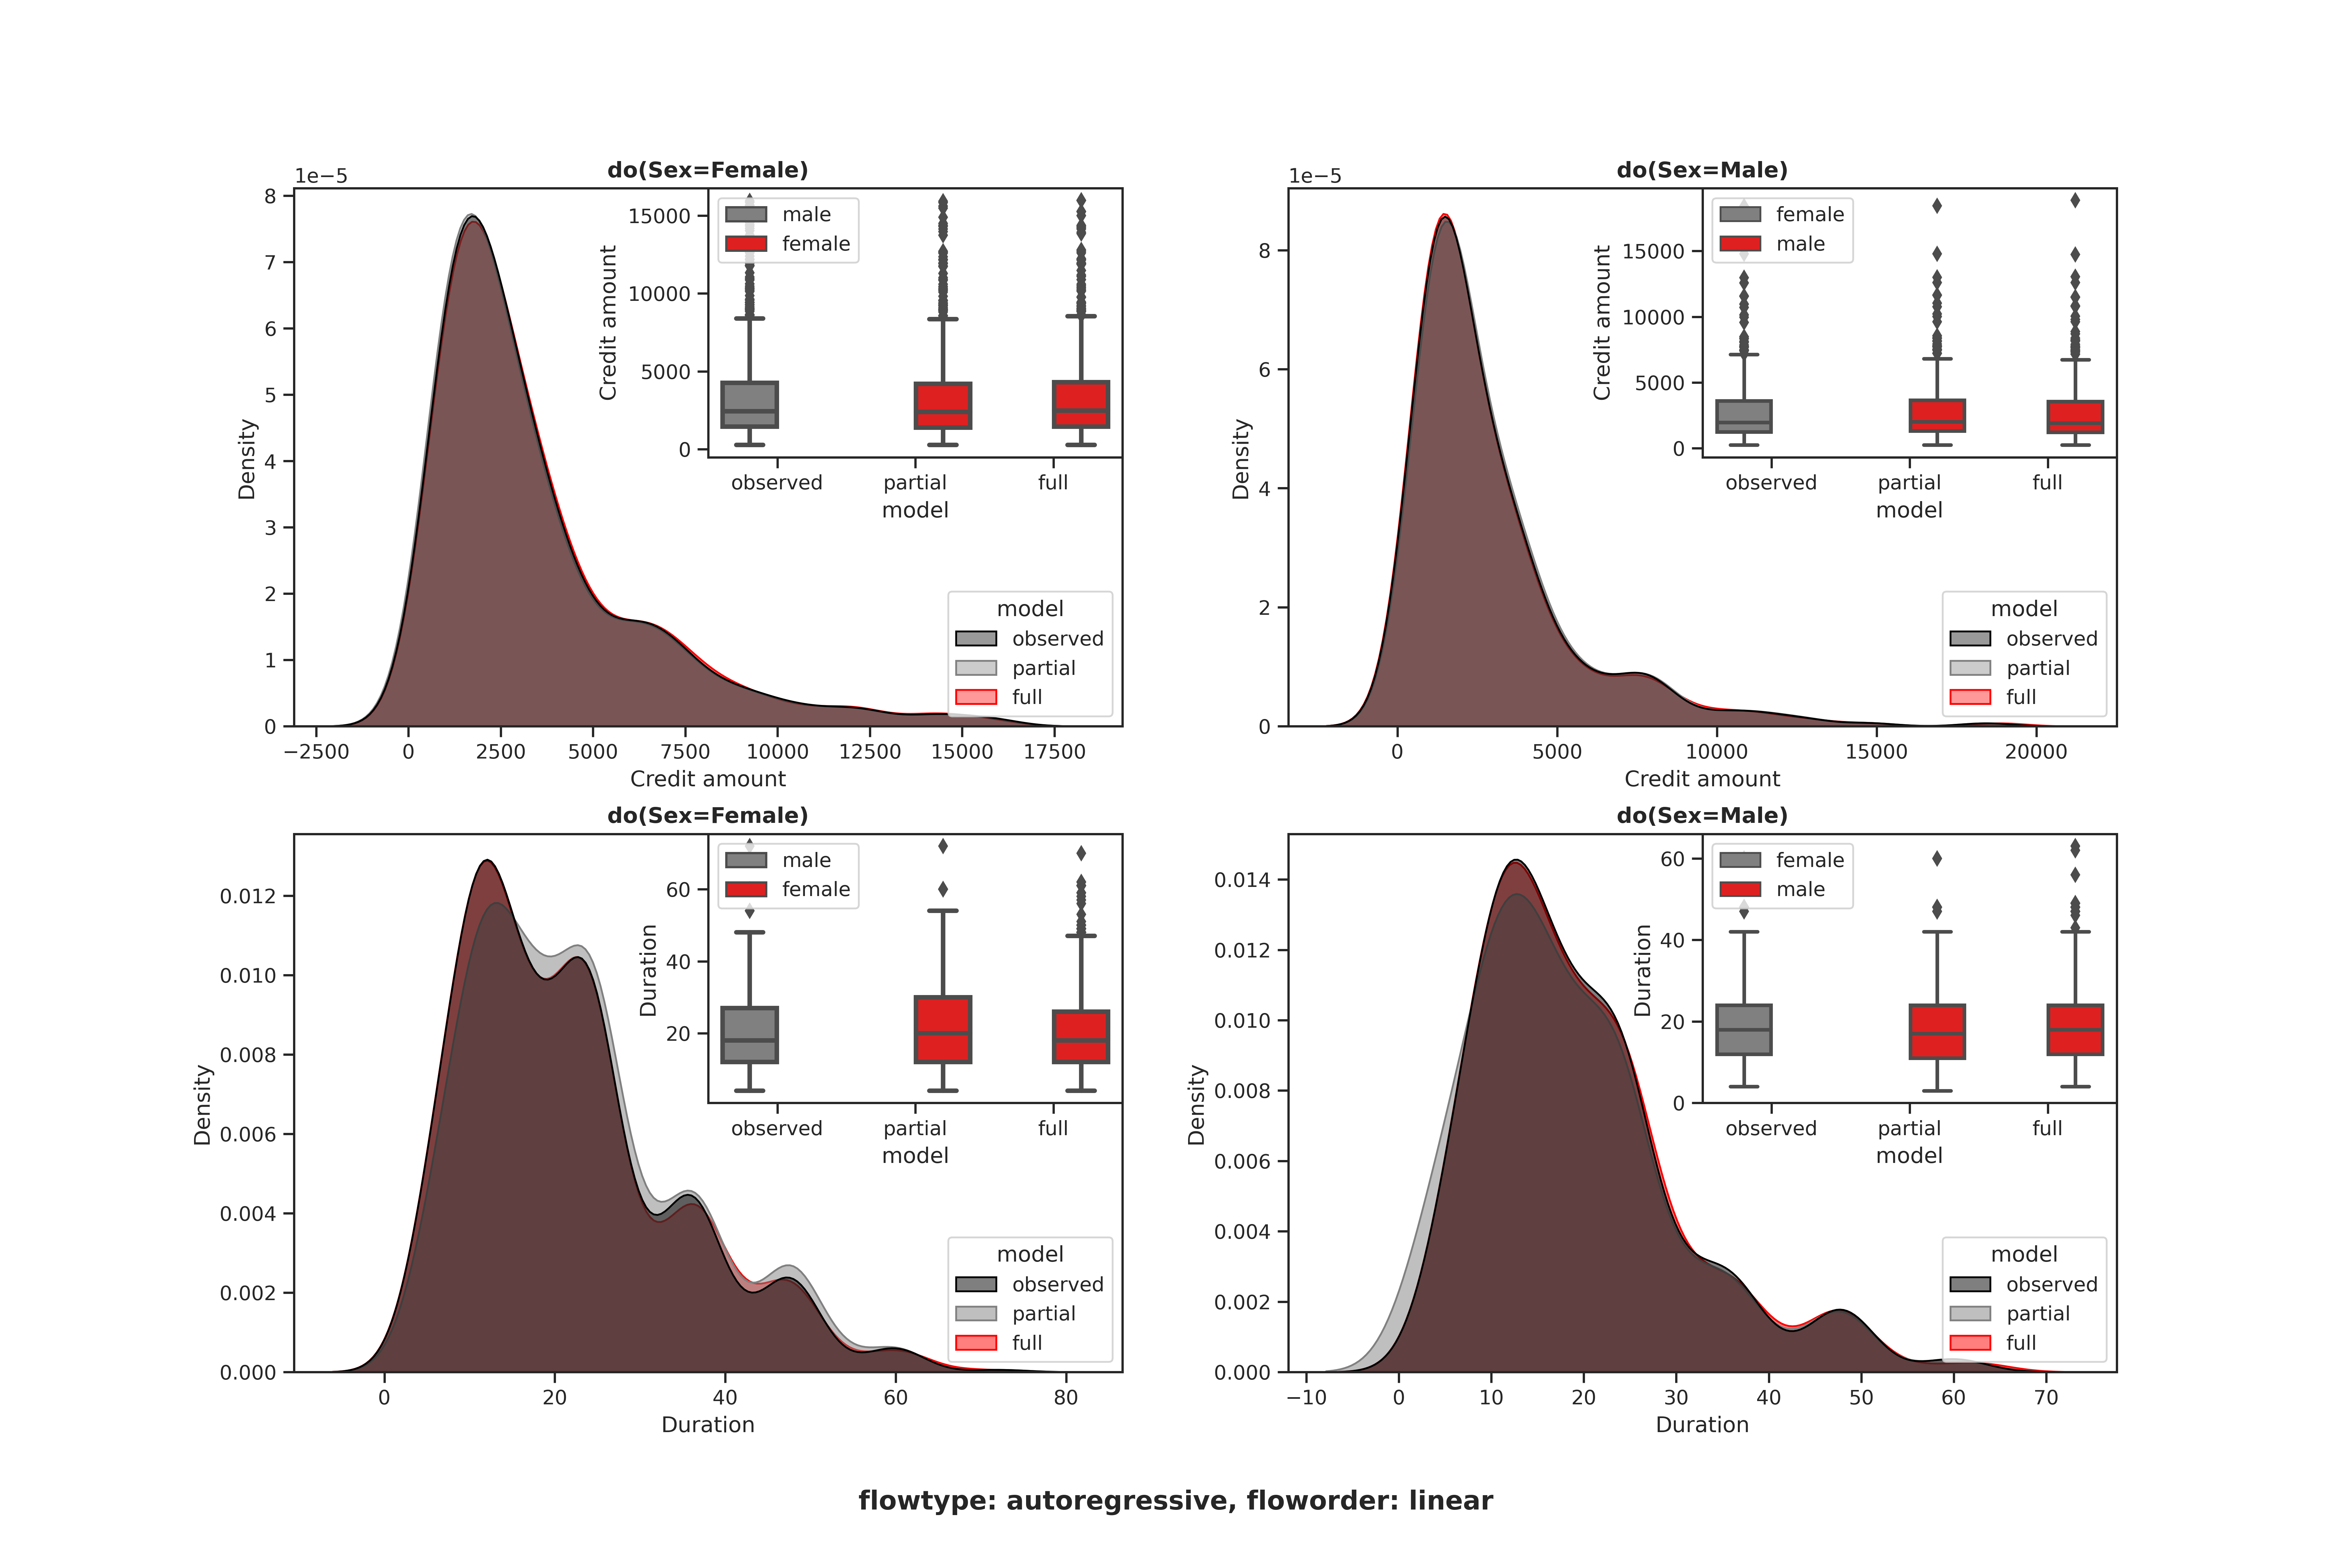 do(Sex=Female)
1e−5
8
7
6
5
4
3
2
1
0
Density
−2500 0 2500 5000 7500 10000 12500 15000 17500
Credit amount
15000
10000
5000
0
Credit amount
male
female
observed partial full
model
model
observed
partial
full
do(Sex=Male)
1e−5
8
6
4
2
0
Density
0 5000 10000 15000 20000
Credit amount
15000
10000
5000
0
Credit amount
female
male
observed partial full
model
model
observed
partial
full
do(Sex=Female)
0.012
0.010
0.008
0.006
0.004
0.002
0.000
Density
0 20 40 60 80
Duration
60
40
20
Duration
male
female
observed partial full
model
model
observed
partial
full
do(Sex=Male)
0.014
0.012
0.010
0.008
0.006
0.004
0.002
0.000
Density
−10 0 10 20 30 40 50 60 70
Duration
60
40
20
0
Duration
female
male
observed partial full
model
model
observed
partial
full
flowtype: autoregressive, floworder: linear